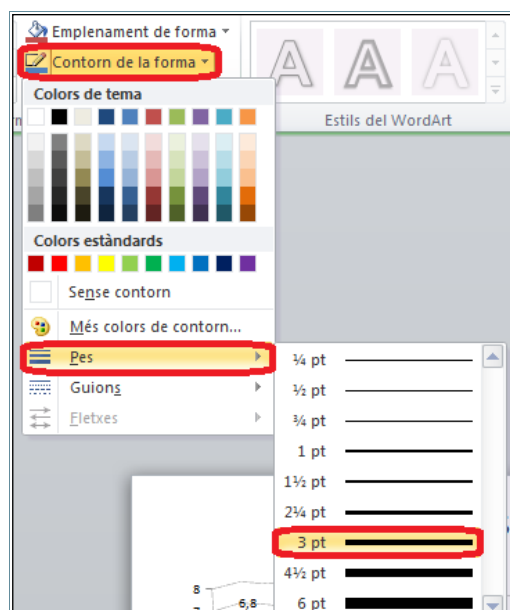 Emplenament de forma
Contorn de la forma
A A A
Colors de tema
Estils del WordArt
Colors estàndards
Sense contorn
Més colors de contorn...
Pes
Guions
Fletxes
¼ pt
½ pt
¾ pt
1 pt
1½ pt
2¼ pt
3 pt
4½ pt
6 pt
8
6,8